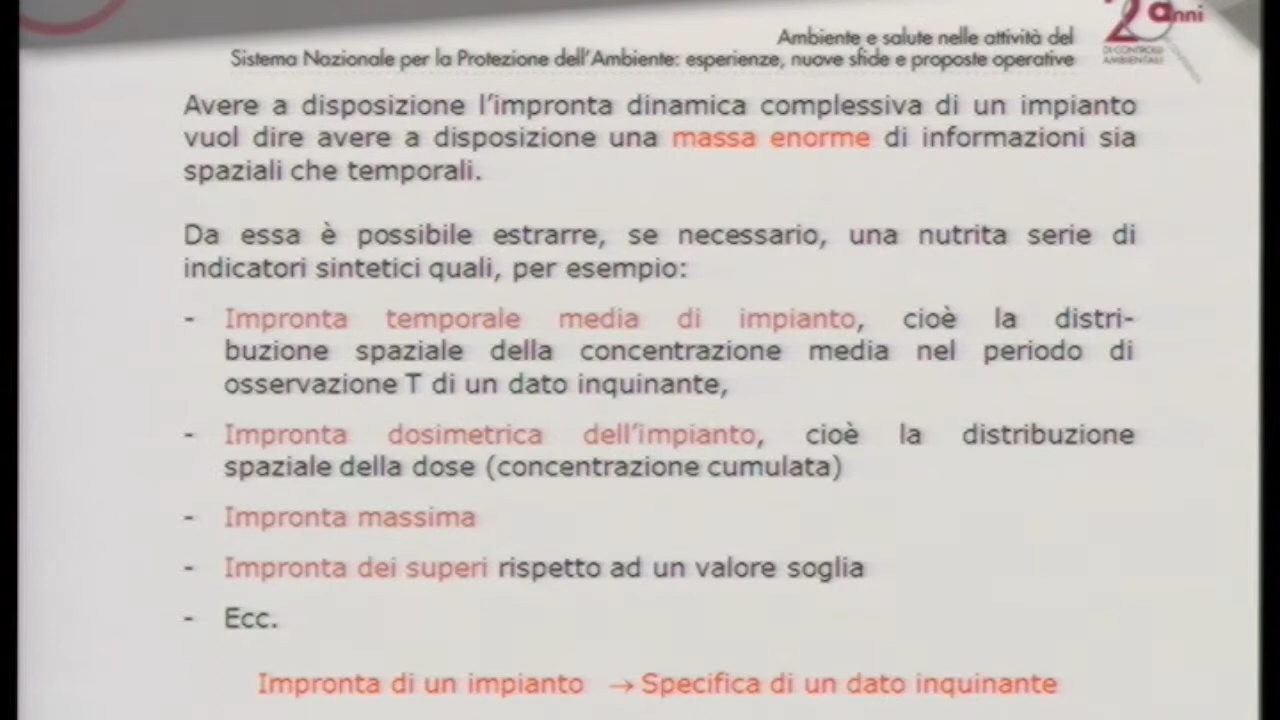 20 anni
DI CONTROLLI
AMBIENTALI
Ambiente e salute nelle attività del
Sistema Nazionale per la Protezione dell'Ambiente: esperienze, nuove sfide e proposte operative
Avere a disposizione l'impronta dinamica complessiva di un impianto
vuol dire avere a disposizione una massa enorme di informazioni sia
spaziali che temporali.
Da essa è possibile estrarre, se necessario, una nutrita serie di
indicatori sintetici quali, per esempio:
- Impronta temporale media di impianto, cioè la distri-
buzione spaziale della concentrazione media nel periodo di
osservazione T di un dato inquinante,
- Impronta dosimetrica dell'impianto, cioè la distribuzione
spaziale della dose (concentrazione cumulata)
- Impronta massima
- Impronta dei superi rispetto ad un valore soglia
- Ecc.
Impronta di un impianto → Specifica di un dato inquinante